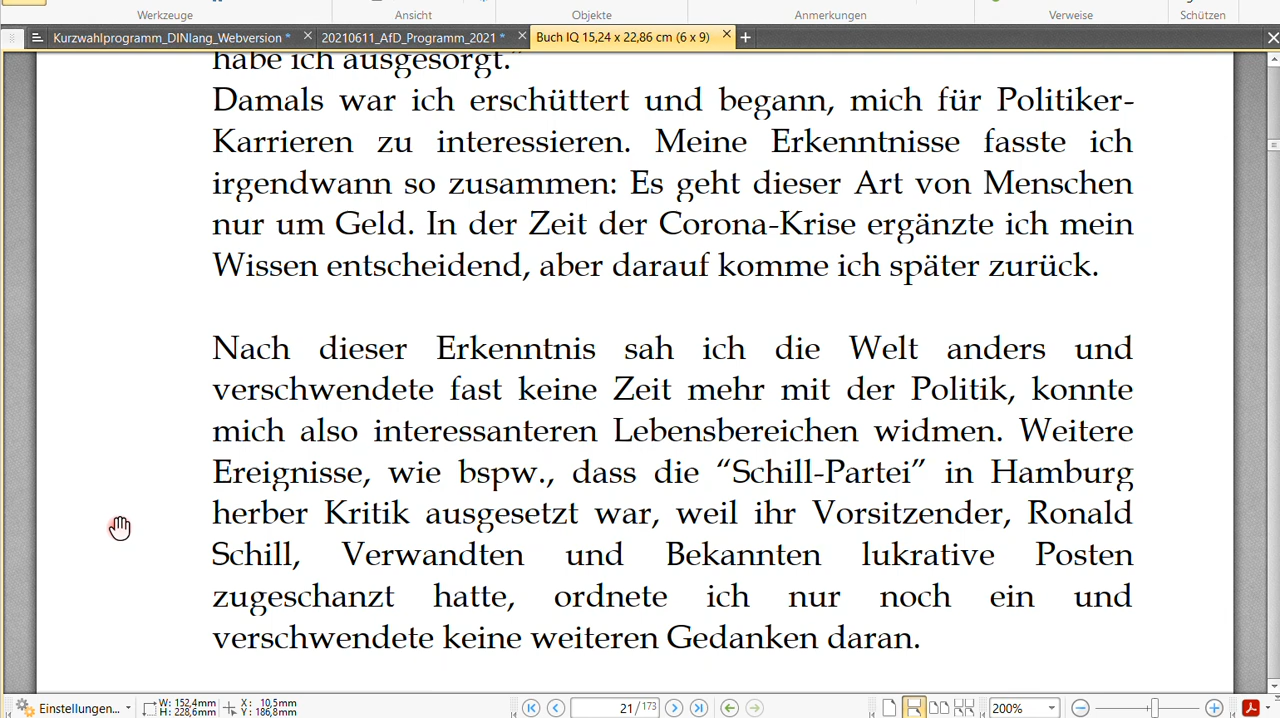 Werkzeuge Ansicht Objekte Anmerkungen Verweise Schützen
Kurzwahlprogramm_DINlang_Webversion * 20210611_AfD_Programm_2021 * Buch IQ 15,24 x 22,86 cm (6 x 9)
habe ich ausgesorgt.“
Damals war ich erschüttert und begann, mich für Politiker-
Karrieren zu interessieren. Meine Erkenntnisse fasste ich
irgendwann so zusammen: Es geht dieser Art von Menschen
nur um Geld. In der Zeit der Corona-Krise ergänzte ich mein
Wissen entscheidend, aber darauf komme ich später zurück.
Nach dieser Erkenntnis sah ich die Welt anders und
verschwendete fast keine Zeit mehr mit der Politik, konnte
mich also interessanteren Lebensbereichen widmen. Weitere
Ereignisse, wie bspw., dass die “Schill-Partei” in Hamburg
herber Kritik ausgesetzt war, weil ihr Vorsitzender, Ronald
Schill, Verwandten und Bekannten lukrative Posten
zugeschanzt hatte, ordnete ich nur noch ein und
verschwendete keine weiteren Gedanken daran.
Einstellungen... W: 152,4mm X: 10,5mm 21 /173 200%
H: 228,6mm Y: 186,8mm